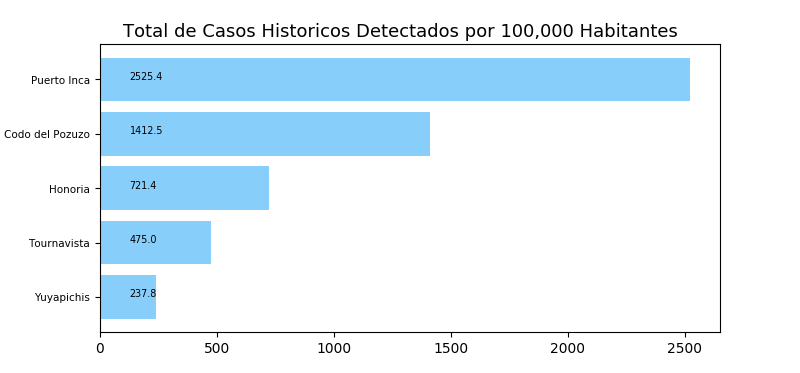 Total de Casos Historicos Detectados por 100,000 Habitantes
Puerto Inca 2525.4
Codo del Pozuzo 1412.5
Honoria 721.4
Tournavista 475.0
Yuyapichis 237.8
0 500 1000 1500 2000 2500